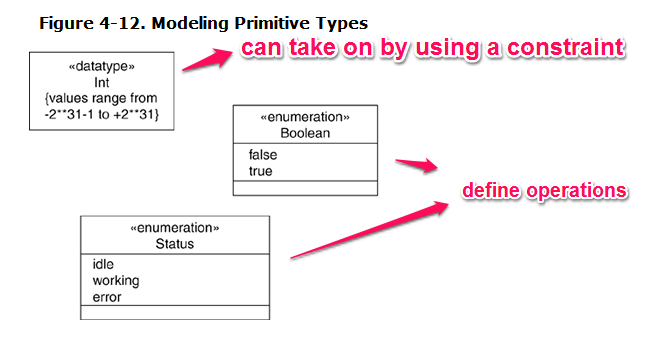 Figure 4-12. Modeling Primitive Types
can take on by using a constraint
«datatype»
Int
{values range from
-2**31-1 to +2**31}
«enumeration»
Boolean
false
true
define operations
«enumeration»
Status
idle
working
error